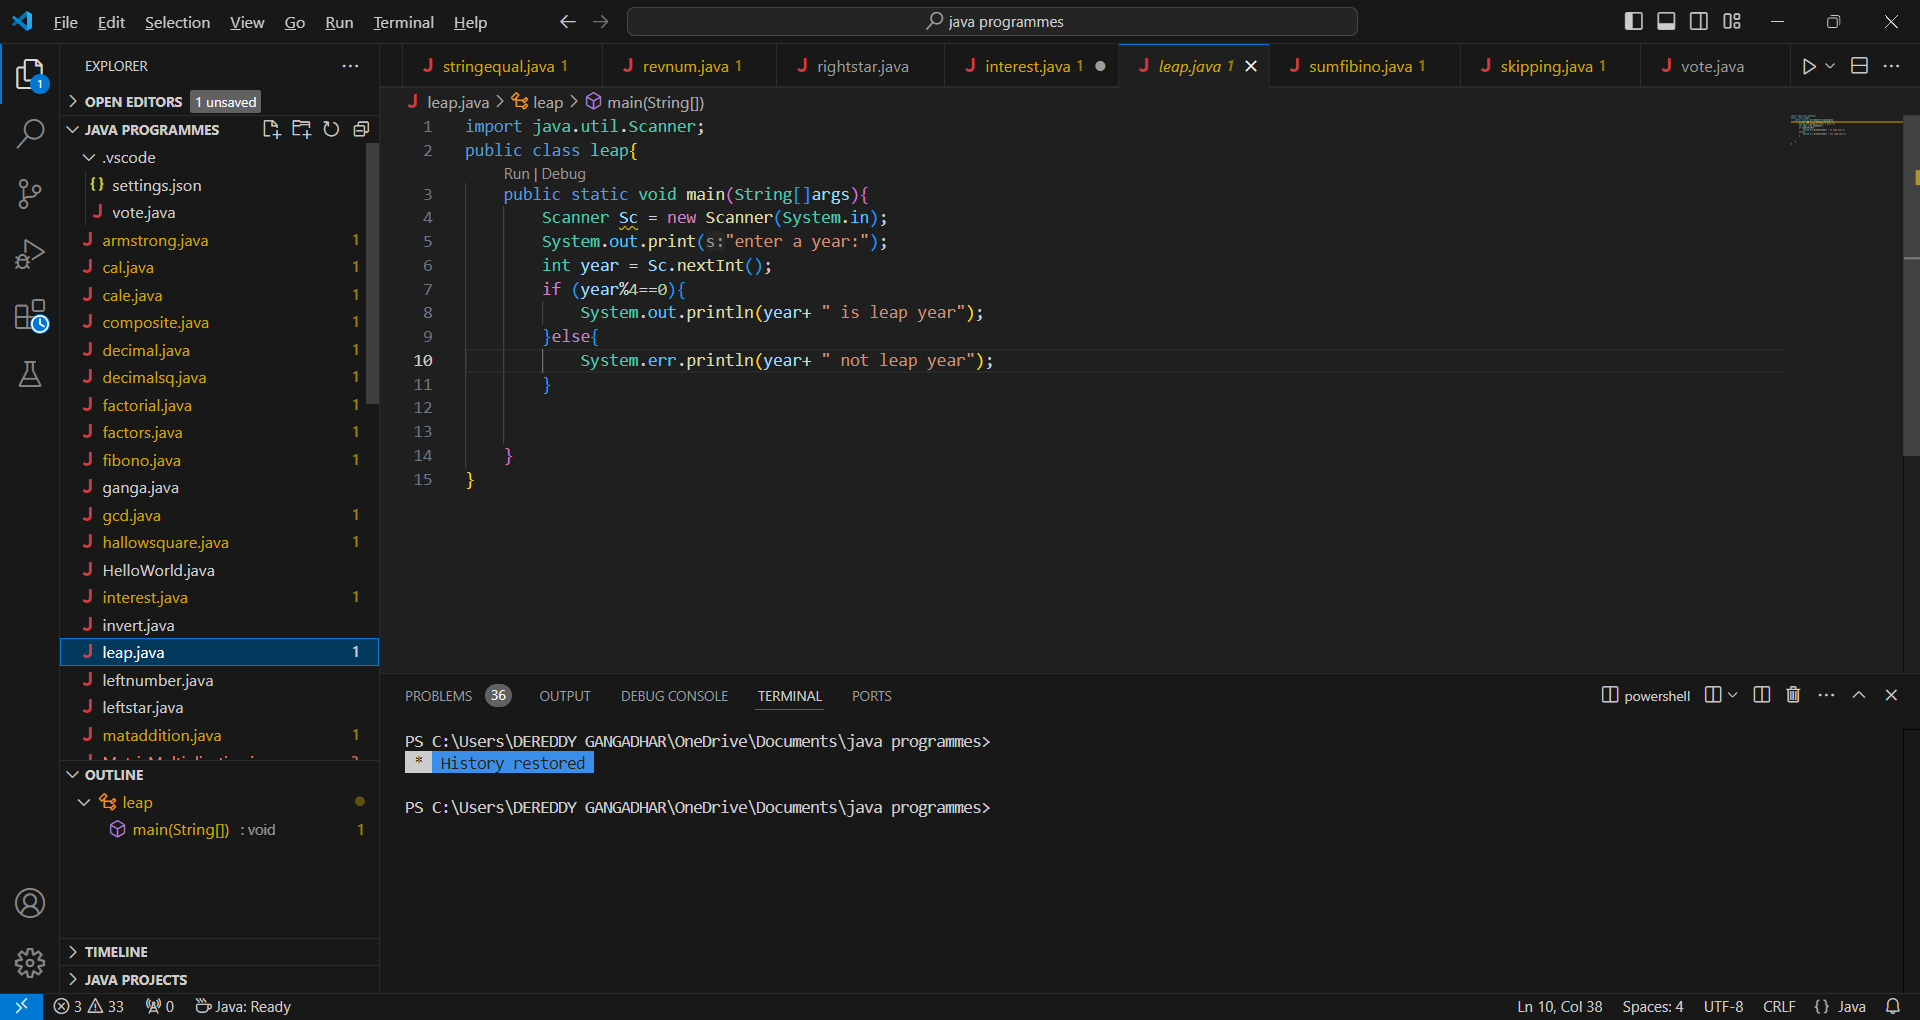 File Edit Selection View Go Run Terminal Help
java programmes
EXPLORER
OPEN EDITORS 1 unsaved
JAVA PROGRAMMES
.vscode
{} settings.json
J vote.java
J armstrong.java 1
J cal.java 1
J cale.java 1
J composite.java 1
J decimal.java 1
J decimalsq.java 1
J factorial.java 1
J factors.java 1
J fibono.java 1
J ganga.java
J gcd.java 1
J hallowsquare.java 1
J HelloWorld.java
J interest.java 1
J invert.java
J leap.java 1
J leftnumber.java
J leftstar.java
J mataddition.java 1
OUTLINE
leap
main(String[]) : void 1
TIMELINE
JAVA PROJECTS
J stringequal.java 1 J revnum.java 1 J rightstar.java J interest.java 1 J leap.java 1 J sumfibino.java 1 J skipping.java 1 J vote.java
J leap.java > leap > main(String[])
1 import java.util.Scanner;
2 public class leap{
Run | Debug
3 public static void main(String[]args){
4 Scanner Sc = new Scanner(System.in);
5 System.out.print(s:"enter a year:");
6 int year = Sc.nextInt();
7 if (year%4==0){
8 System.out.println(year+ " is leap year");
9 }else{
10 System.err.println(year+ " not leap year");
11 }
12
13
14 }
15 }
PROBLEMS 36 OUTPUT DEBUG CONSOLE TERMINAL PORTS powershell
PS C:\Users\DEREDDY GANGADHAR\OneDrive\Documents\java programmes>
* History restored
PS C:\Users\DEREDDY GANGADHAR\OneDrive\Documents\java programmes>
3 33 0 Java: Ready Ln 10, Col 38 Spaces: 4 UTF-8 CRLF {} Java